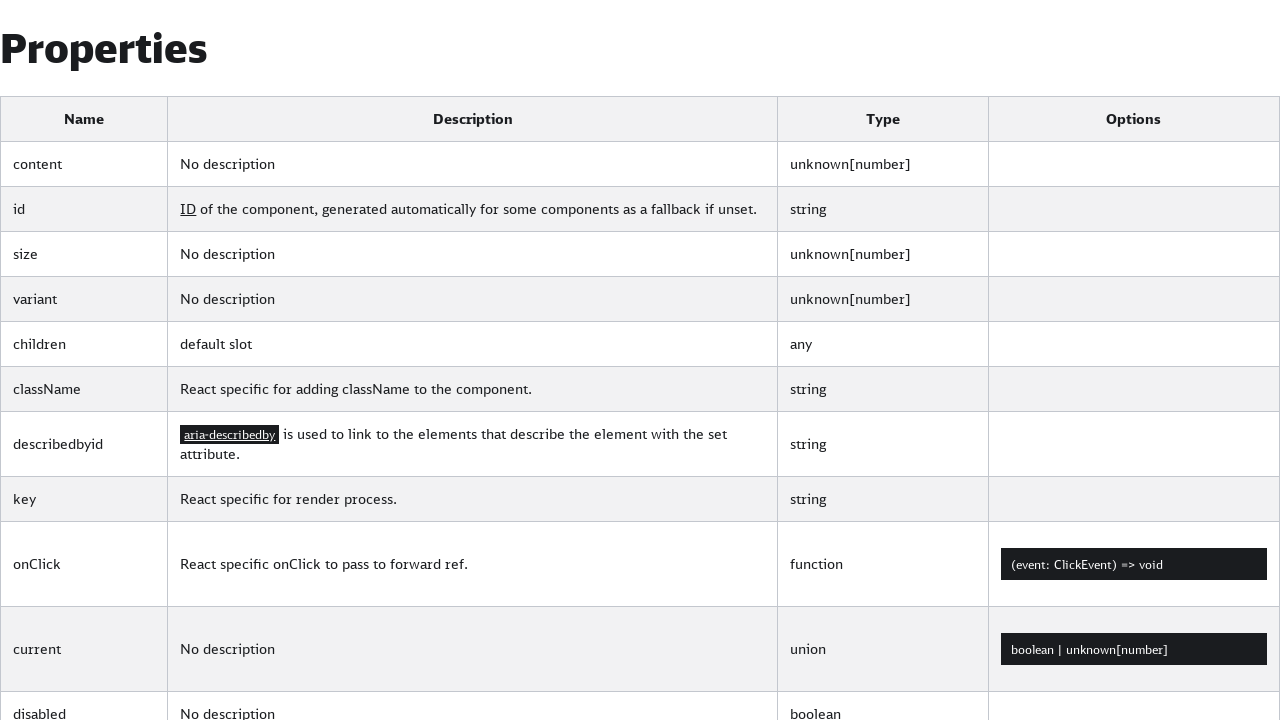 Properties
Name Description Type Options
content No description unknown[number]
id ID of the component, generated automatically for some components as a fallback if unset. string
size No description unknown[number]
variant No description unknown[number]
children default slot any
className React specific for adding className to the component. string
describedbyid aria-describedby is used to link to the elements that describe the element with the set
attribute. string
key React specific for render process. string
onClick React specific onClick to pass to forward ref. function (event: ClickEvent) => void
current No description union boolean | unknown[number]
disabled No description boolean